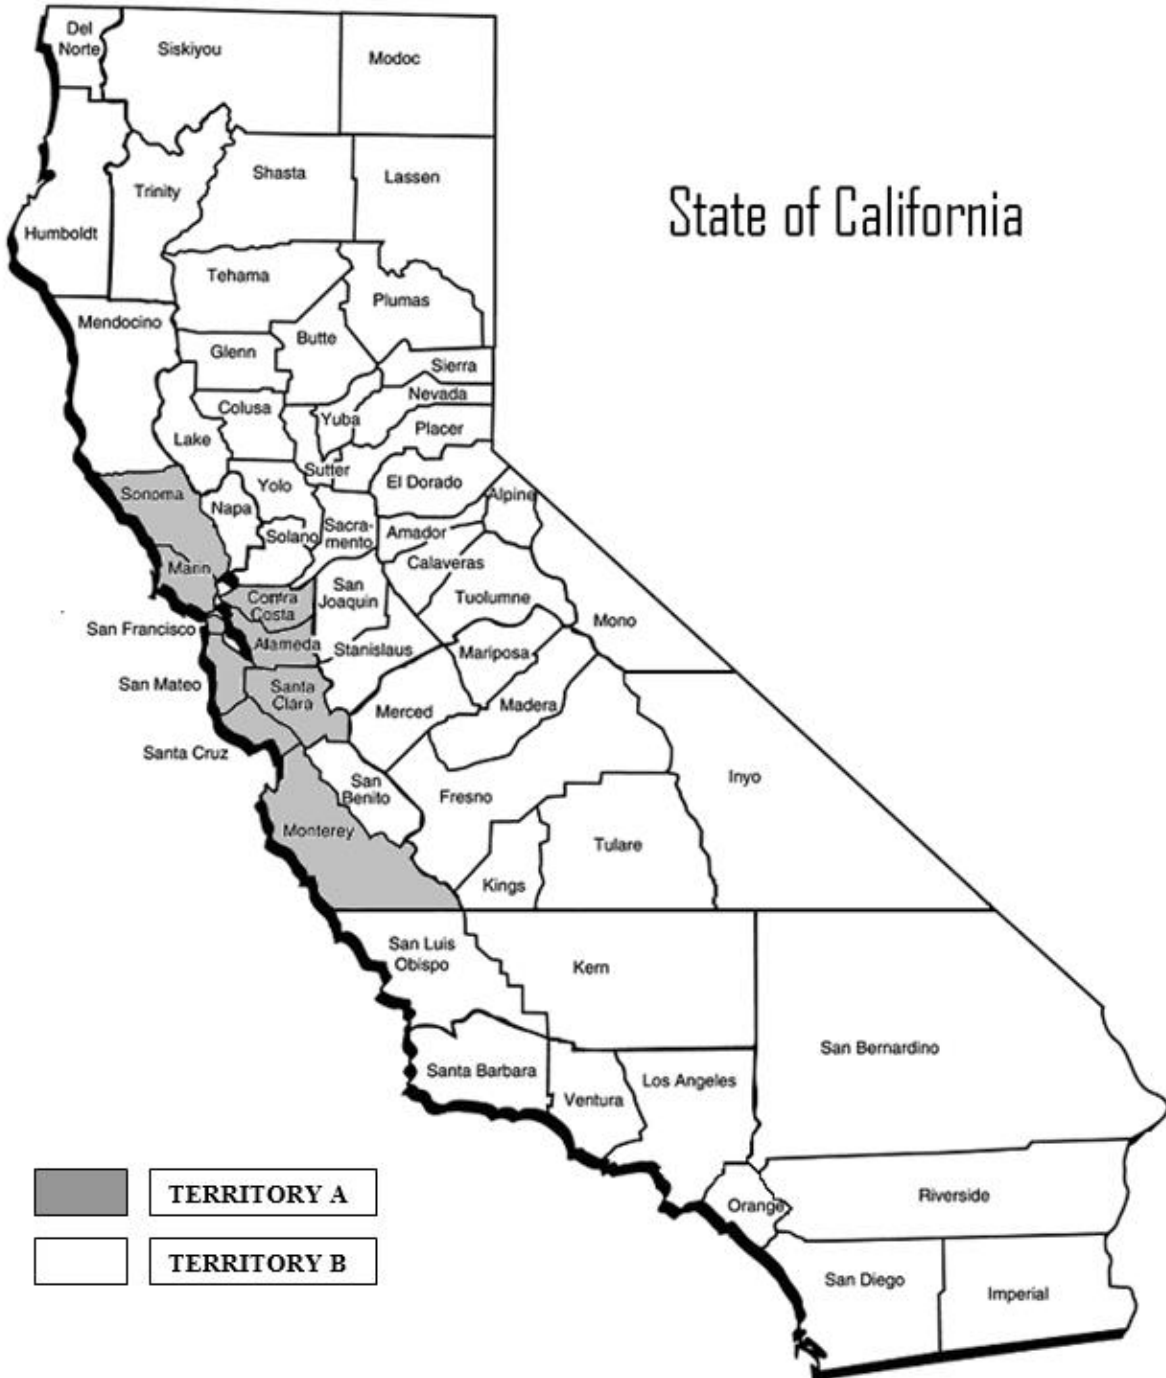 Del
Norte
Siskiyou
Modoc
State of California
Shasta
Lassen
Trinity
Humboldt
Tehama
Plumas
Mendocino
Butte
Glenn
Sierra
Nevada
Colusa
Yuba
Placer
Lake
Sutter
El Dorado
Yolo
Alpine
Sonoma
Napa
Sacra-
mento
Amador
Solano
Calaveras
Marin
San
Joaquin
Contra
Costa
Tuolumne
Mono
San Francisco
Alameda
Stanislaus
Mariposa
San Mateo
Santa
Clara
Merced
Madera
Santa Cruz
Inyo
San
Benito
Fresno
Monterey
Tulare
Kings
San Luis
Obispo
Kern
San Bernardino
Santa Barbara
Los Angeles
Ventura
TERRITORY A
Riverside
Orange
TERRITORY B
San Diego
Imperial